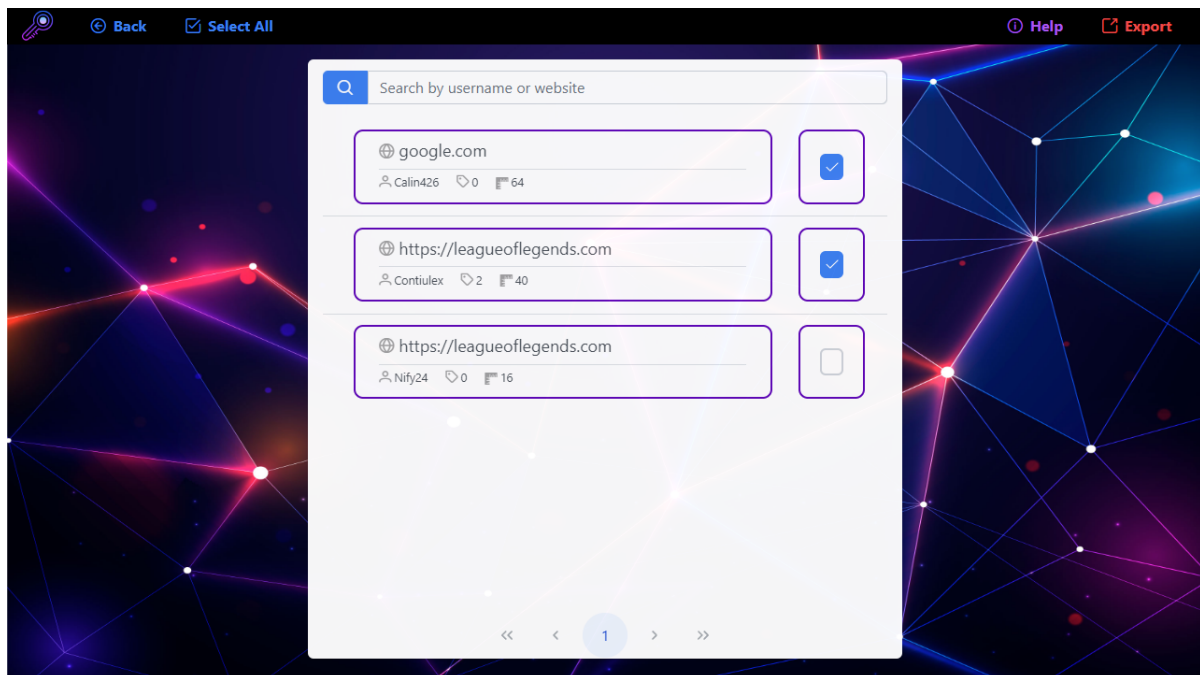 Back Select All Help Export
Search by username or website
google.com
Calin426 0 64
https://leagueoflegends.com
Contiulex 2 40
https://leagueoflegends.com
Nify24 0 16
« ‹ 1 › »